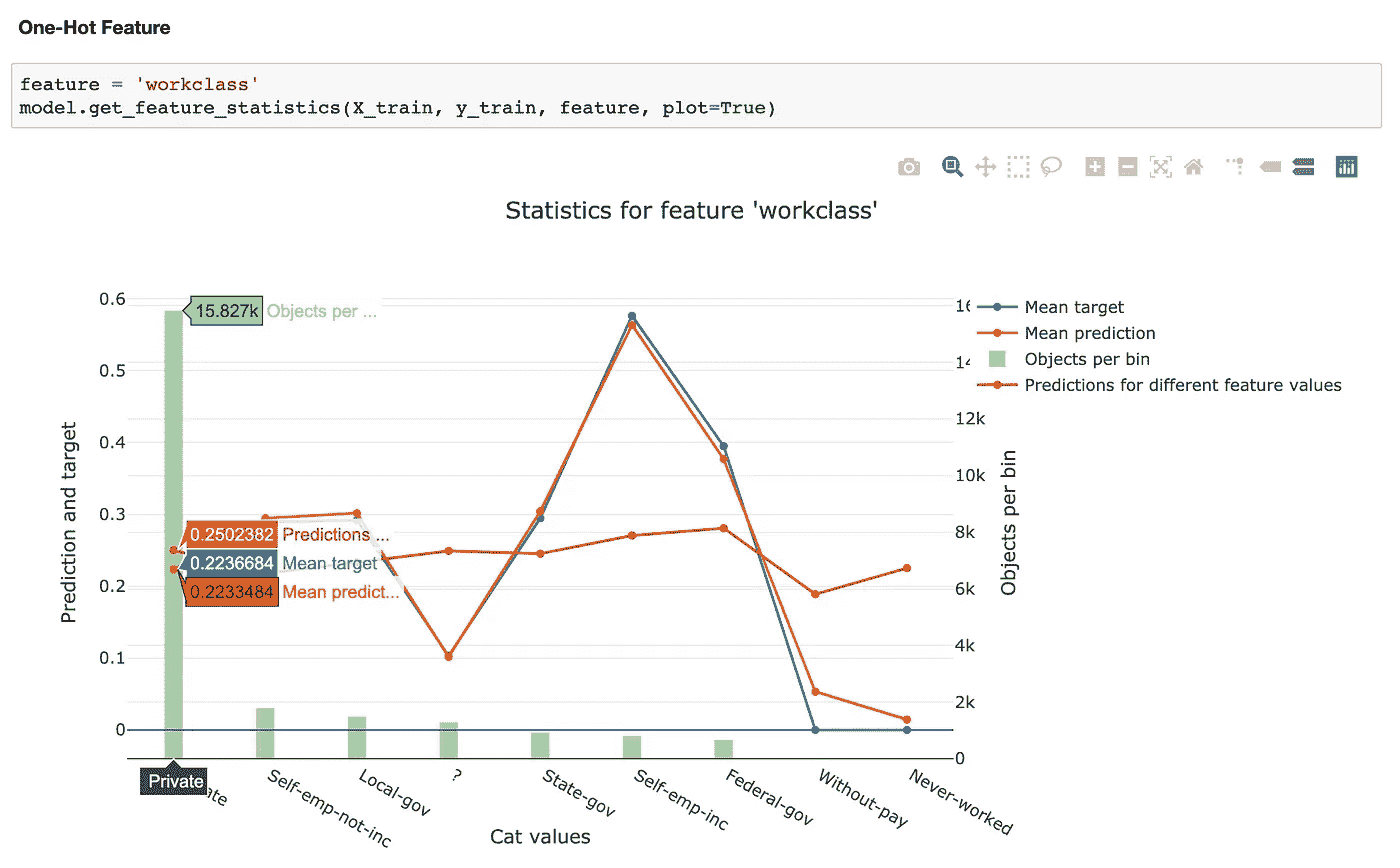 One-Hot Feature
feature = 'workclass'
model.get_feature_statistics(X_train, y_train, feature, plot=True)
Statistics for feature 'workclass'
Prediction and target
0.6
0.5
0.4
0.3
0.2
0.1
0
15.827k Objects per ...
0.2502382 Predictions ...
0.2236684 Mean target
0.2233484 Mean predict...
16
14
12k
10k
8k
6k
4k
2k
0
Objects per bin
Mean target
Mean prediction
Objects per bin
Predictions for different feature values
Private
Self-emp-not-inc
Local-gov
?
State-gov
Self-emp-inc
Federal-gov
Without-pay
Never-worked
Cat values